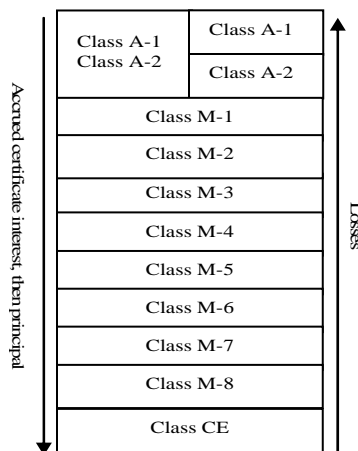 Class A-1
Class A-2
Class A-1
Class A-2
Class M-1
Class M-2
Class M-3
Class M-4
Class M-5
Class M-6
Class M-7
Class M-8
Class CE
Accrued certificate interest, then principal
Losses